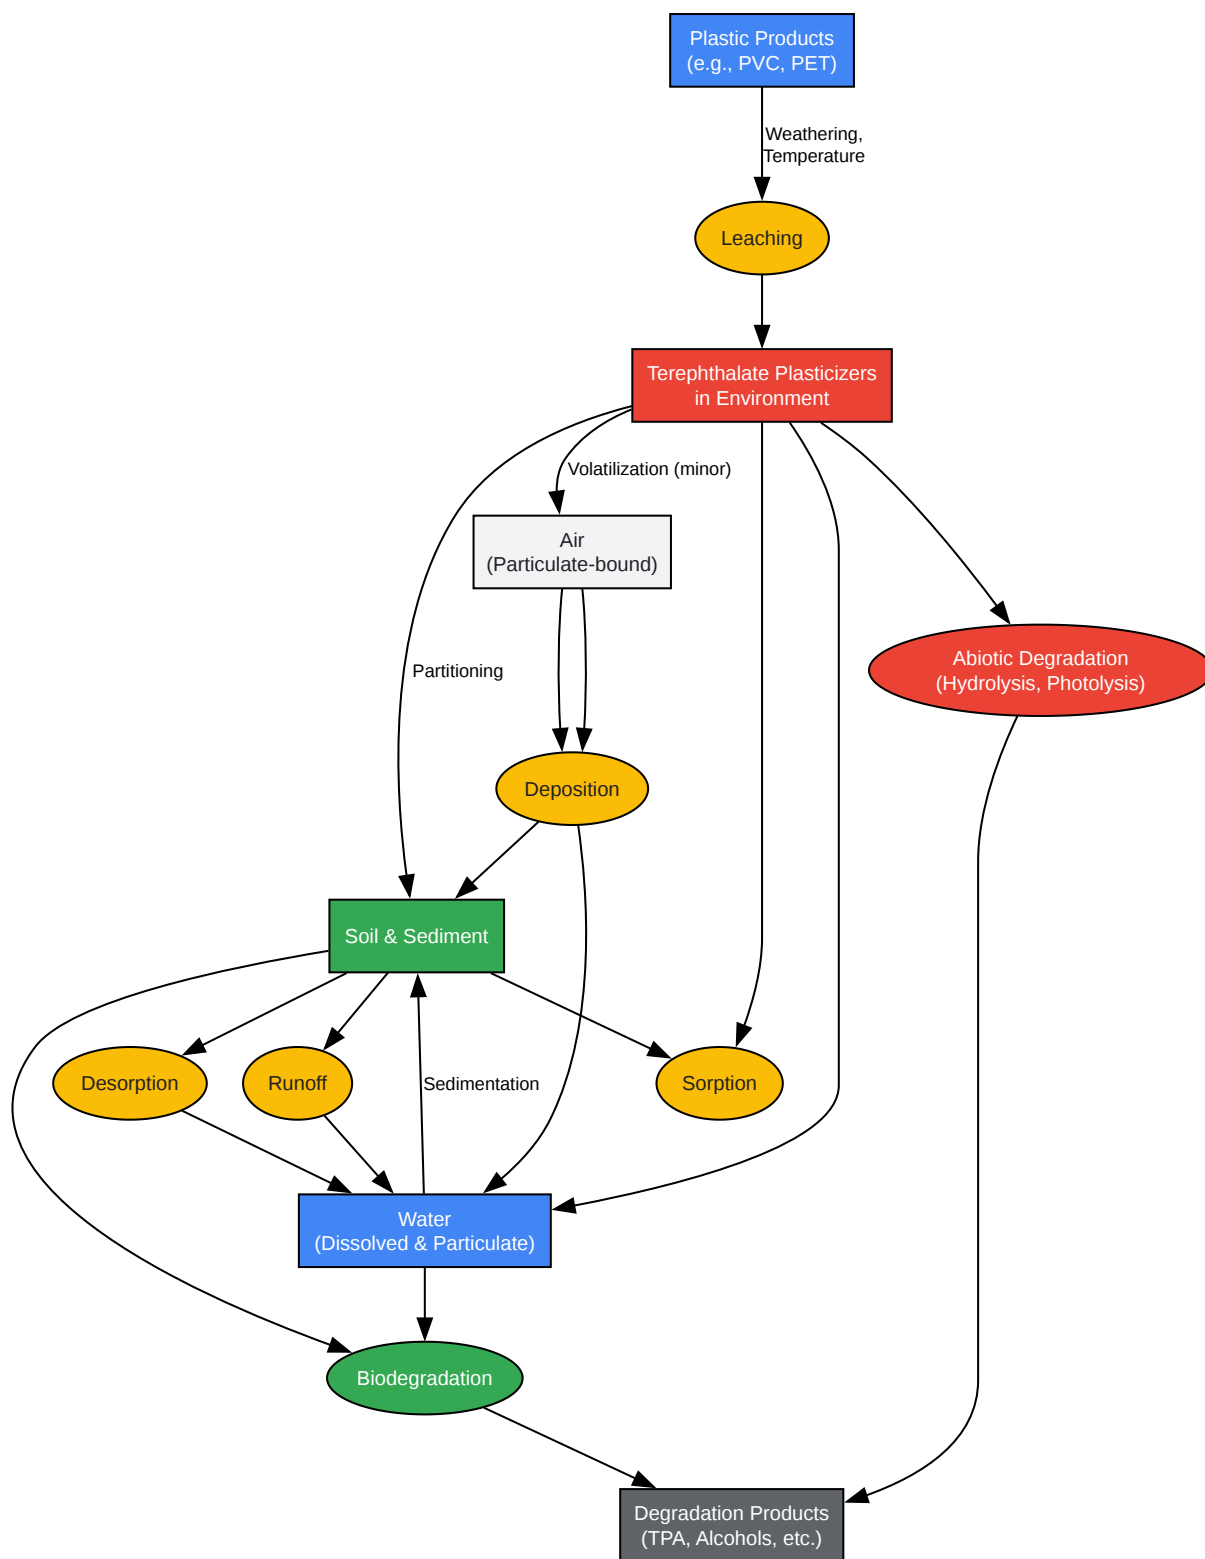 Plastic Products
(e.g., PVC, PET)
Weathering,
Temperature
Leaching
Terephthalate Plasticizers
in Environment
Volatilization (minor)
Air
(Particulate-bound)
Partitioning
Abiotic Degradation
(Hydrolysis, Photolysis)
Deposition
Soil & Sediment
Desorption
Runoff
Sedimentation
Sorption
Water
(Dissolved & Particulate)
Biodegradation
Degradation Products
(TPA, Alcohols, etc.)